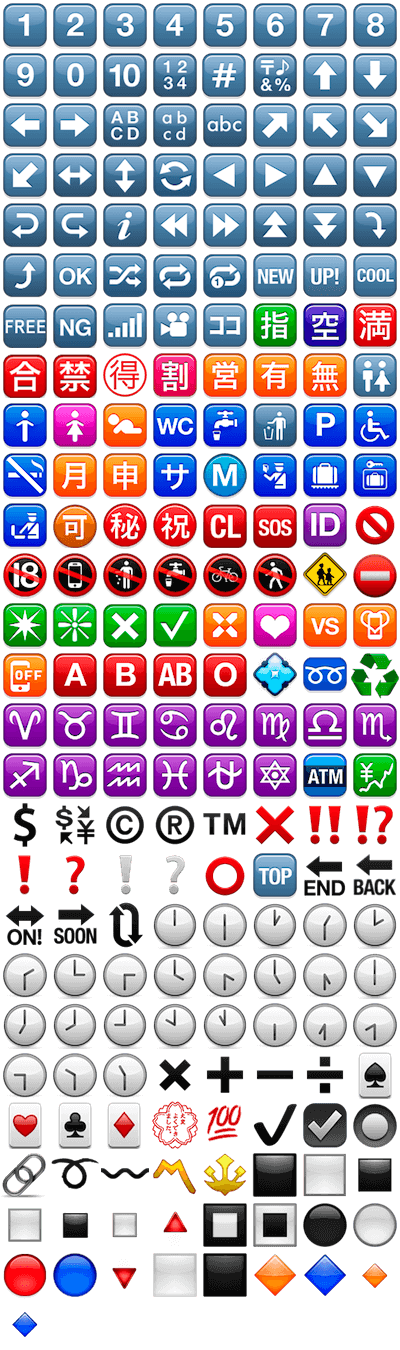 1 2 3 4 5 6 7 8
9 0 10 1234 # 〒♪&%
ABCD abcd abc
i
OK 1 NEW UP! COOL
FREE NG ココ 指 空 満
合 禁 得 割 営 有 無
WC P
月 申 サ M
可 秘 祝 CL SOS ID
18
VS
OFF A B AB O
ATM ¥
$ $¥ © ® TM !! !?
! ? ! ? TOP END BACK
ON! SOON
100